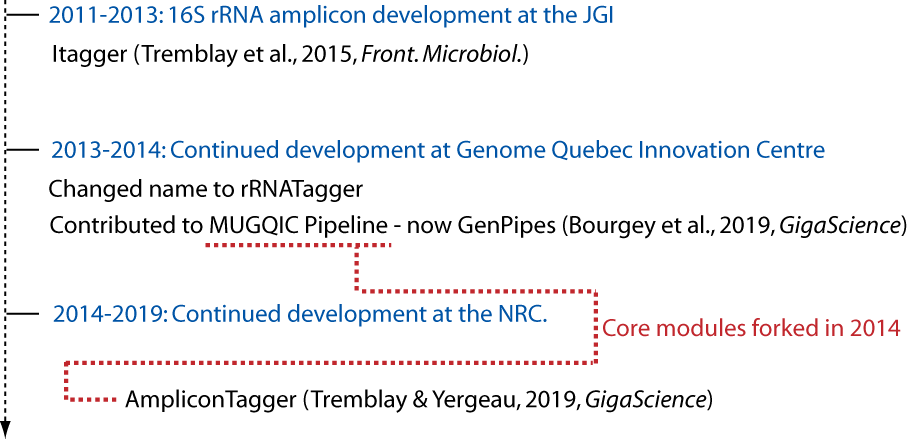 2011-2013: 16S rRNA amplicon development at the JGI
Itagger (Tremblay et al., 2015, Front. Microbiol.)
2013-2014: Continued development at Genome Quebec Innovation Centre
Changed name to rRNATagger
Contributed to MUGQIC Pipeline - now GenPipes (Bourgey et al., 2019, GigaScience)
2014-2019: Continued development at the NRC.
Core modules forked in 2014
AmpliconTagger (Tremblay & Yergeau, 2019, GigaScience)